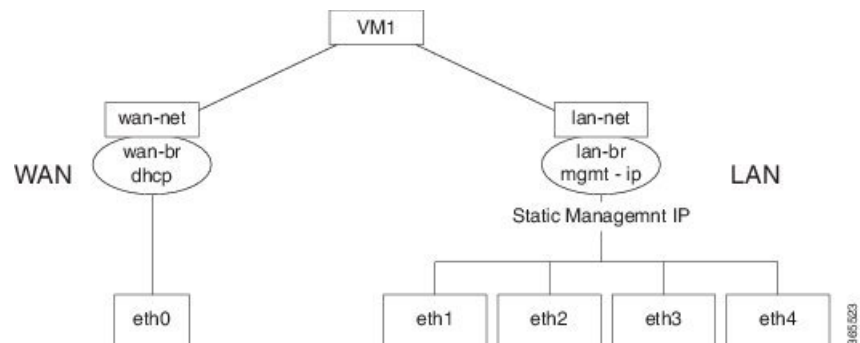 VM1
wan-net
lan-net
wan-br
dhcp
lan-br
mgmt - ip
WAN
LAN
Static Managemnt IP
eth0
eth1
eth2
eth3
eth4
365523